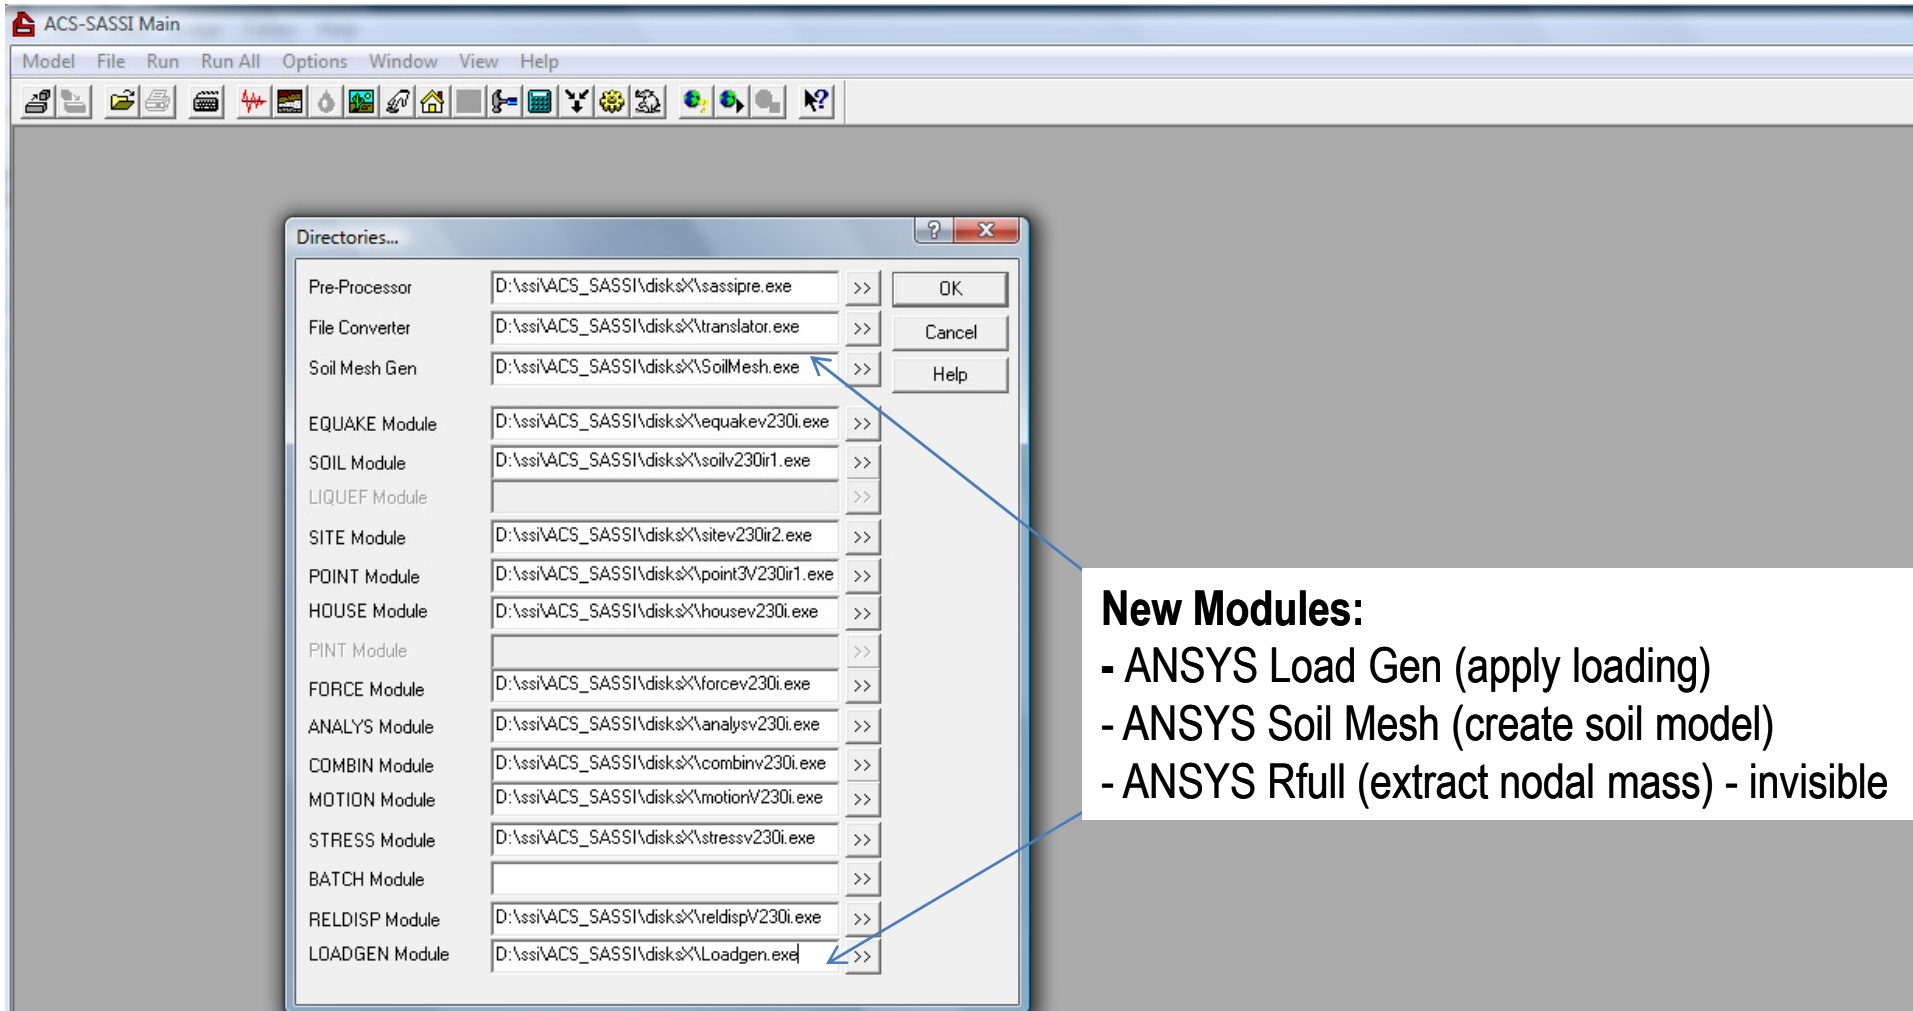 ACS-SASSI Main
Model File Run Run All Options Window View Help
Directories...
Pre-Processor D:\ssi\ACS_SASSI\disksX\sassipre.exe >> OK
File Converter D:\ssi\ACS_SASSI\disksX\translator.exe >> Cancel
Soil Mesh Gen D:\ssi\ACS_SASSI\disksX\SoilMesh.exe >> Help
EQUAKE Module D:\ssi\ACS_SASSI\disksX\equakev230i.exe >>
SOIL Module D:\ssi\ACS_SASSI\disksX\soilv230ir1.exe >>
LIQUEF Module >>
SITE Module D:\ssi\ACS_SASSI\disksX\sitev230ir2.exe >>
POINT Module D:\ssi\ACS_SASSI\disksX\point3V230ir1.exe >>
HOUSE Module D:\ssi\ACS_SASSI\disksX\housev230i.exe >>
PINT Module >>
FORCE Module D:\ssi\ACS_SASSI\disksX\forcev230i.exe >>
ANALYS Module D:\ssi\ACS_SASSI\disksX\analysv230i.exe >>
COMBIN Module D:\ssi\ACS_SASSI\disksX\combinv230i.exe >>
MOTION Module D:\ssi\ACS_SASSI\disksX\motionV230i.exe >>
STRESS Module D:\ssi\ACS_SASSI\disksX\stressv230i.exe >>
BATCH Module >>
RELDISP Module D:\ssi\ACS_SASSI\disksX\reldispV230i.exe >>
LOADGEN Module D:\ssi\ACS_SASSI\disksX\Loadgen.exe >>
New Modules:
- ANSYS Load Gen (apply loading)
- ANSYS Soil Mesh (create soil model)
- ANSYS Rfull (extract nodal mass) - invisible